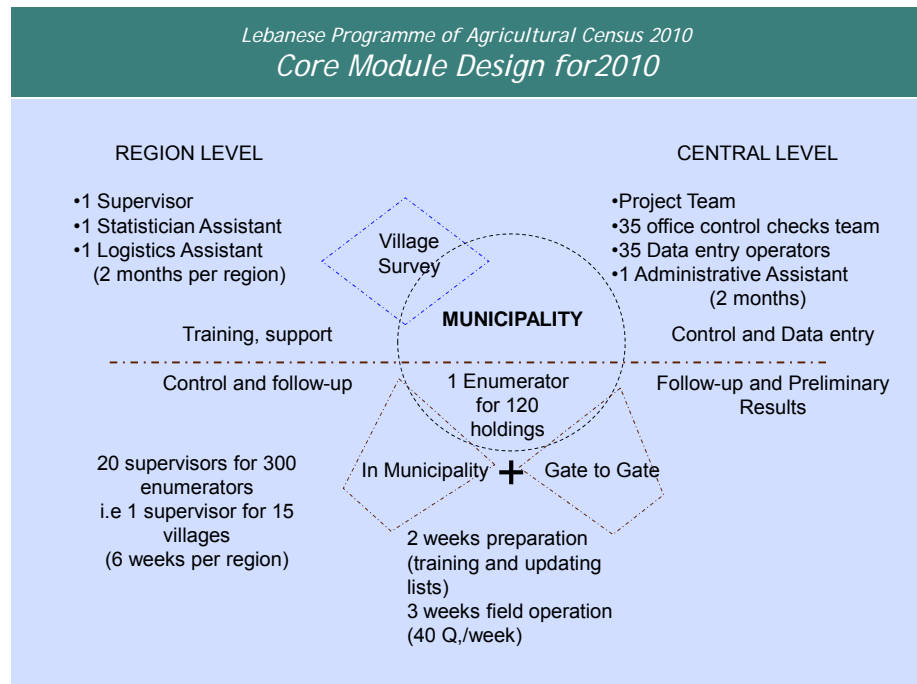 Lebanese Programme of Agricultural Census 2010
Core Module Design for2010
REGION LEVEL
•1 Supervisor
•1 Statistician Assistant
•1 Logistics Assistant
(2 months per region)
Training, support
Control and follow-up
20 supervisors for 300
enumerators
i.e 1 supervisor for 15
villages
(6 weeks per region)
Village
Survey
MUNICIPALITY
1 Enumerator
for 120
holdings
In Municipality
+
Gate to Gate
2 weeks preparation
(training and updating
lists)
3 weeks field operation
(40 Q,/week)
CENTRAL LEVEL
•Project Team
•35 office control checks team
•35 Data entry operators
•1 Administrative Assistant
(2 months)
Control and Data entry
Follow-up and Preliminary
Results